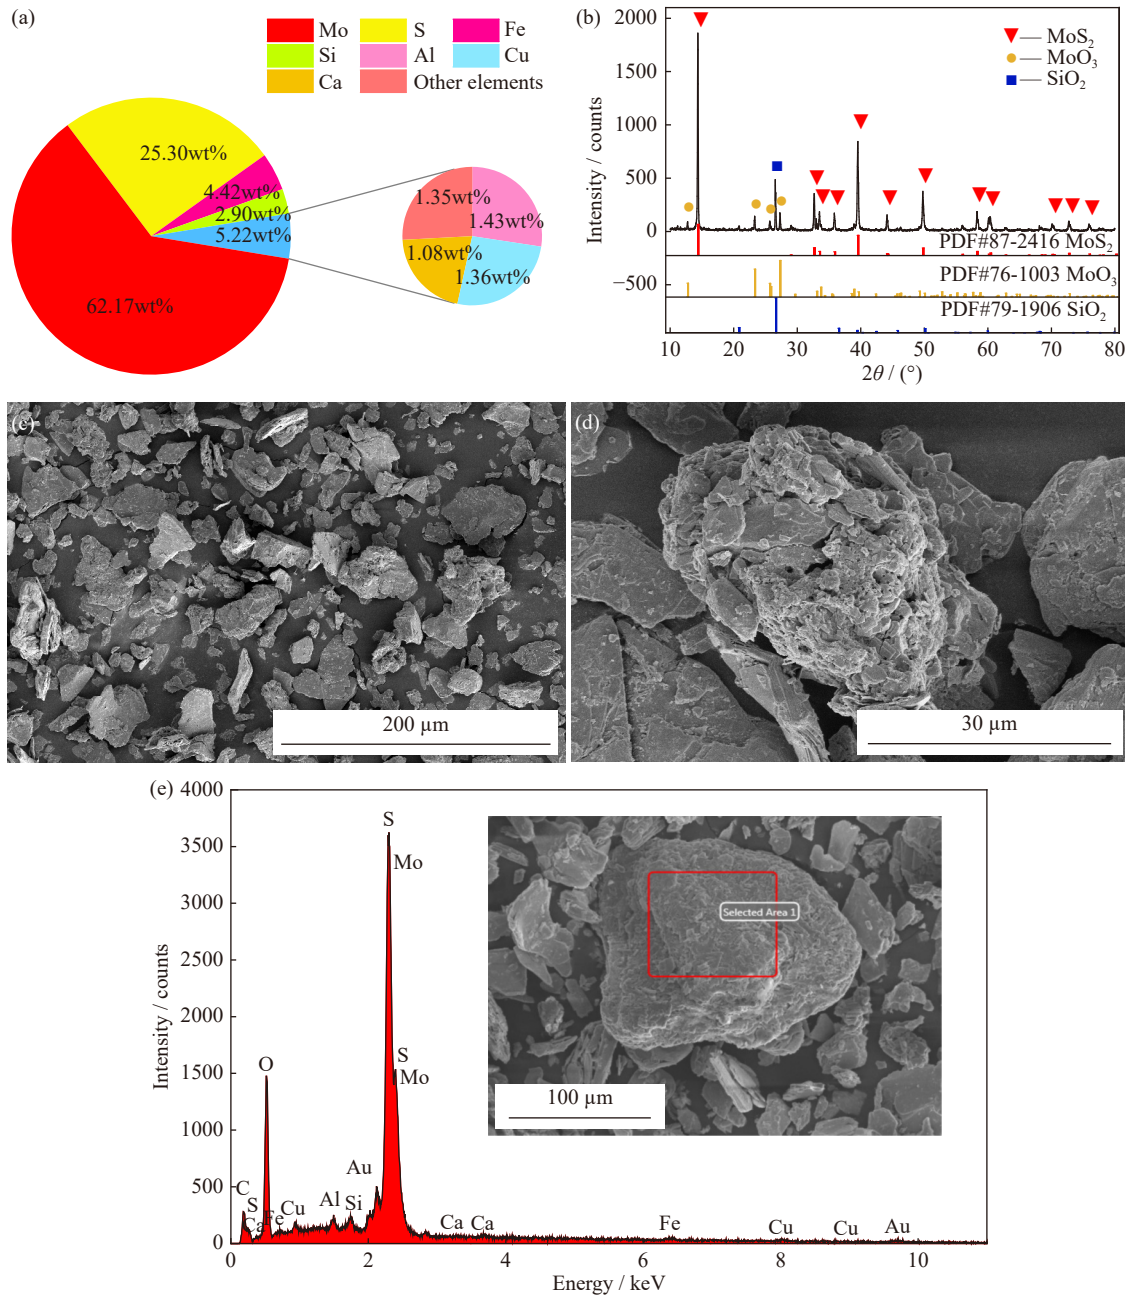 (a)
Mo S Fe
Si Al Cu
Ca Other elements
25.30wt%
4.42wt%
2.90wt%
5.22wt%
62.17wt%
1.35wt%
1.43wt%
1.08wt%
1.36wt%
(b)
2000
1500
1000
500
0
−500
Intensity / counts
— MoS₂
— MoO₃
— SiO₂
PDF#87-2416 MoS₂
PDF#76-1003 MoO₃
PDF#79-1906 SiO₂
10 20 30 40 50 60 70 80
2θ / (°)
(c)
200 µm
(d)
30 µm
(e)
4000
3500
3000
2500
2000
1500
1000
500
0
Intensity / counts
S
Mo
S
Mo
O
Au
C
S
Ca
Fe
Cu
Al
Si
Ca
Ca
Fe
Cu
Cu
Au
Selected Area 1
100 µm
0 2 4 6 8 10
Energy / keV